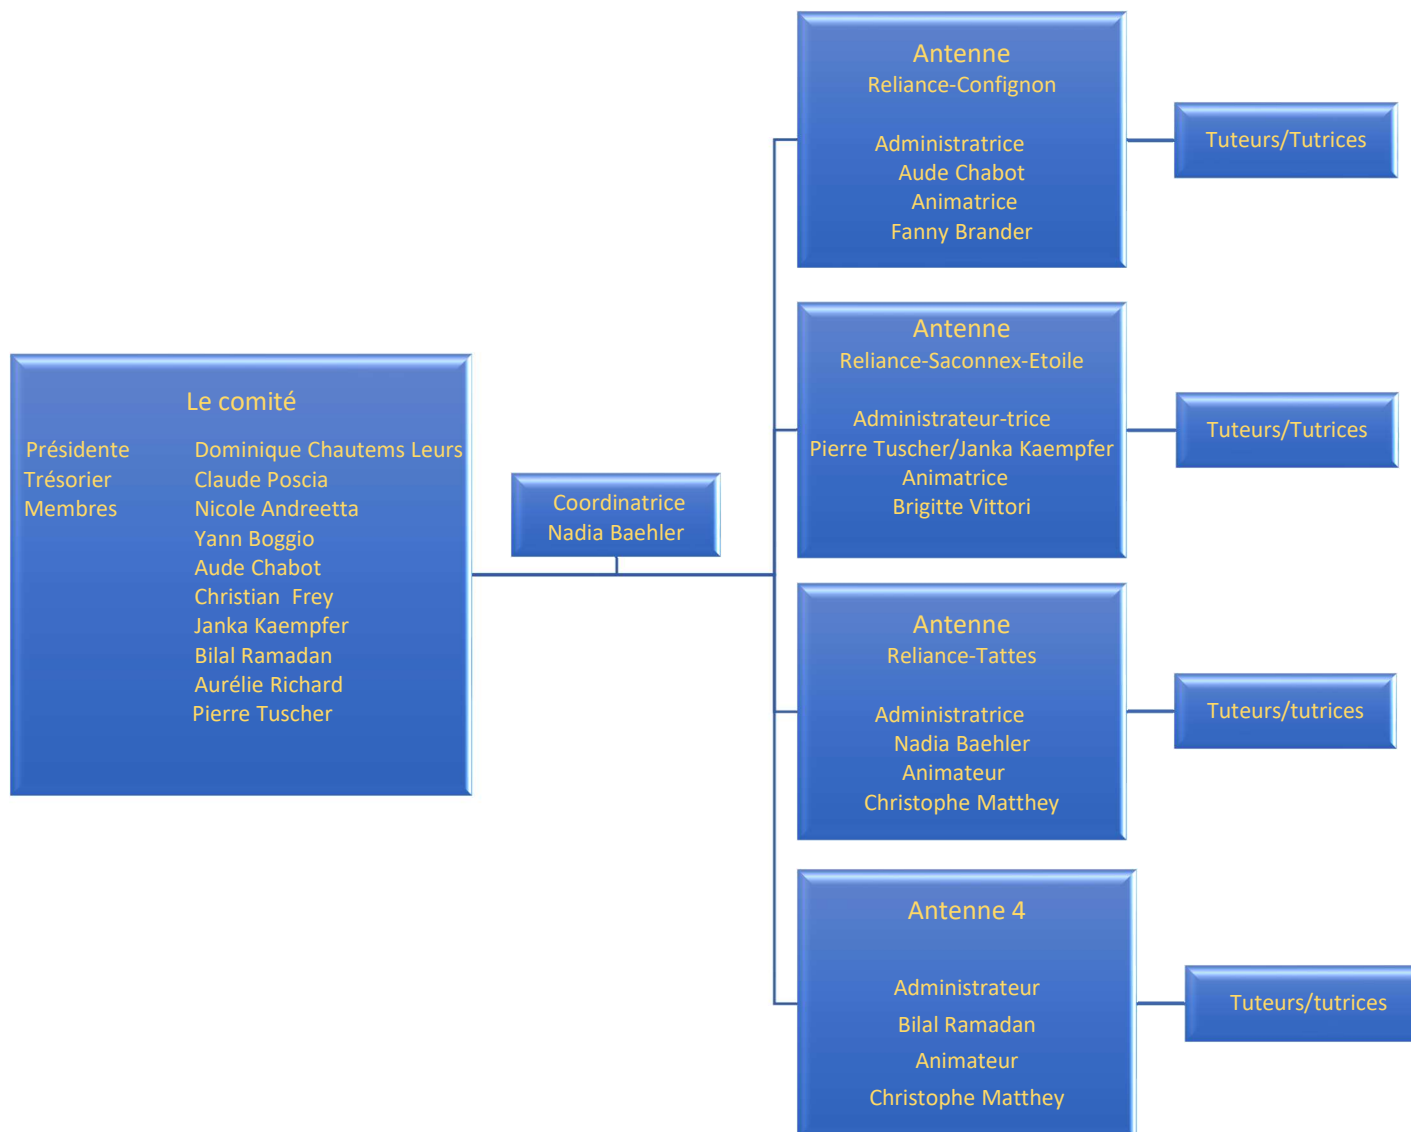 Le comité
Présidente Dominique Chautems Leurs
Trésorier Claude Poscia
Membres Nicole Andreetta
Yann Boggio
Aude Chabot
Christian Frey
Janka Kaempfer
Bilal Ramadan
Aurélie Richard
Pierre Tuscher
Coordinatrice
Nadia Baehler
Antenne
Reliance-Confignon
Administratrice
Aude Chabot
Animatrice
Fanny Brander
Tuteurs/Tutrices
Antenne
Reliance-Saconnex-Etoile
Administrateur-trice
Pierre Tuscher/Janka Kaempfer
Animatrice
Brigitte Vittori
Tuteurs/Tutrices
Antenne
Reliance-Tattes
Administratrice
Nadia Baehler
Animateur
Christophe Matthey
Tuteurs/tutrices
Antenne 4
Administrateur
Bilal Ramadan
Animateur
Christophe Matthey
Tuteurs/tutrices